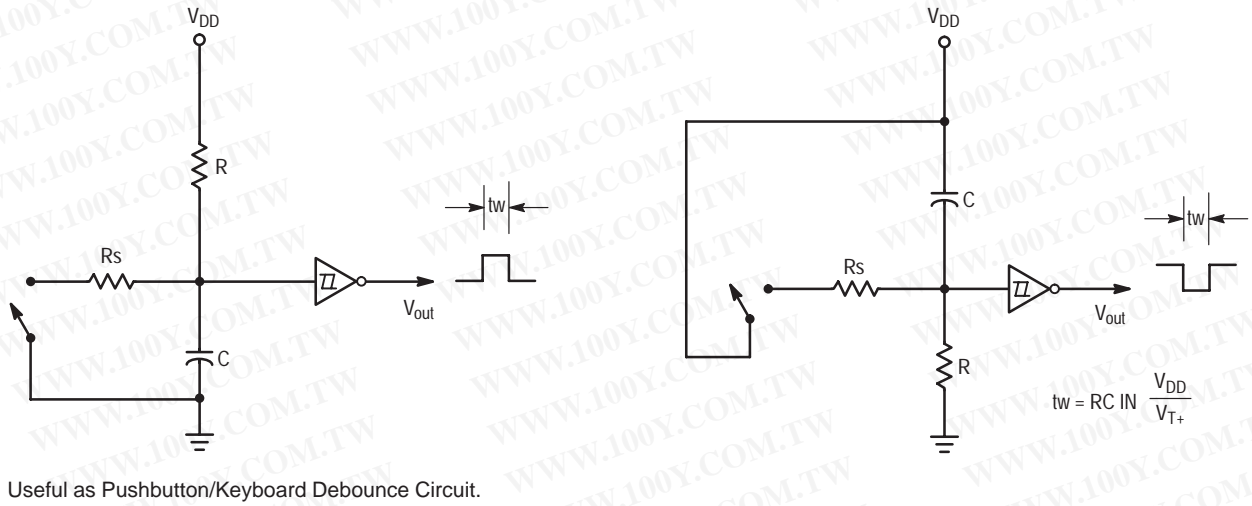 VDD
R
Rs
C
tw
Vout
VDD
C
Rs
R
tw
Vout
tw = RC IN VDD
VT+
Useful as Pushbutton/Keyboard Debounce Circuit.
WWW.100Y.COM.TW